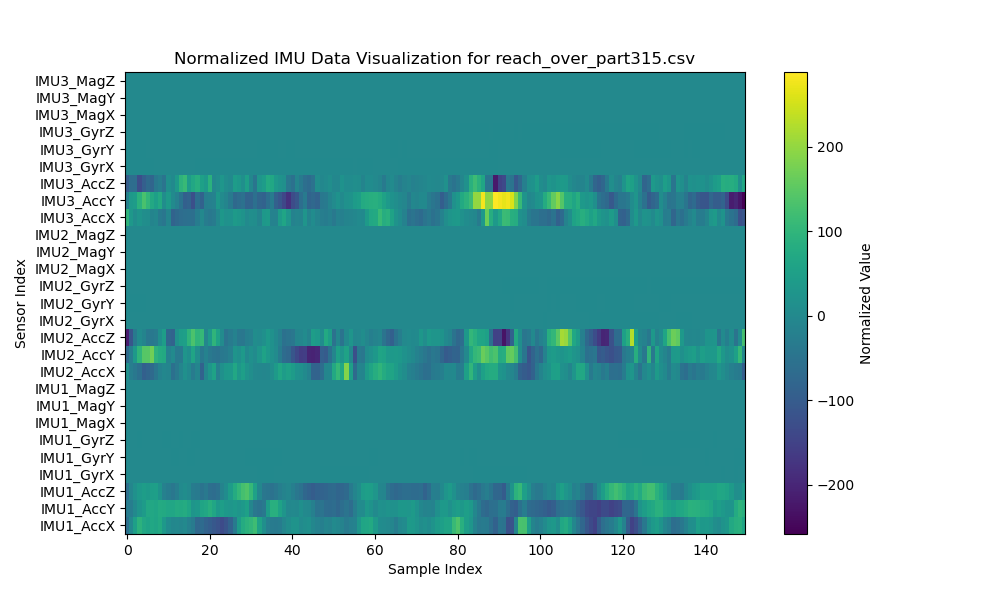 Normalized IMU Data Visualization for reach_over_part315.csv
IMU3_MagZ
IMU3_MagY
IMU3_MagX
IMU3_GyrZ
IMU3_GyrY
IMU3_GyrX
IMU3_AccZ
IMU3_AccY
IMU3_AccX
IMU2_MagZ
IMU2_MagY
IMU2_MagX
IMU2_GyrZ
IMU2_GyrY
IMU2_GyrX
IMU2_AccZ
IMU2_AccY
IMU2_AccX
IMU1_MagZ
IMU1_MagY
IMU1_MagX
IMU1_GyrZ
IMU1_GyrY
IMU1_GyrX
IMU1_AccZ
IMU1_AccY
IMU1_AccX
Sensor Index
0 20 40 60 80 100 120 140
Sample Index
200
100
0
−100
−200
Normalized Value